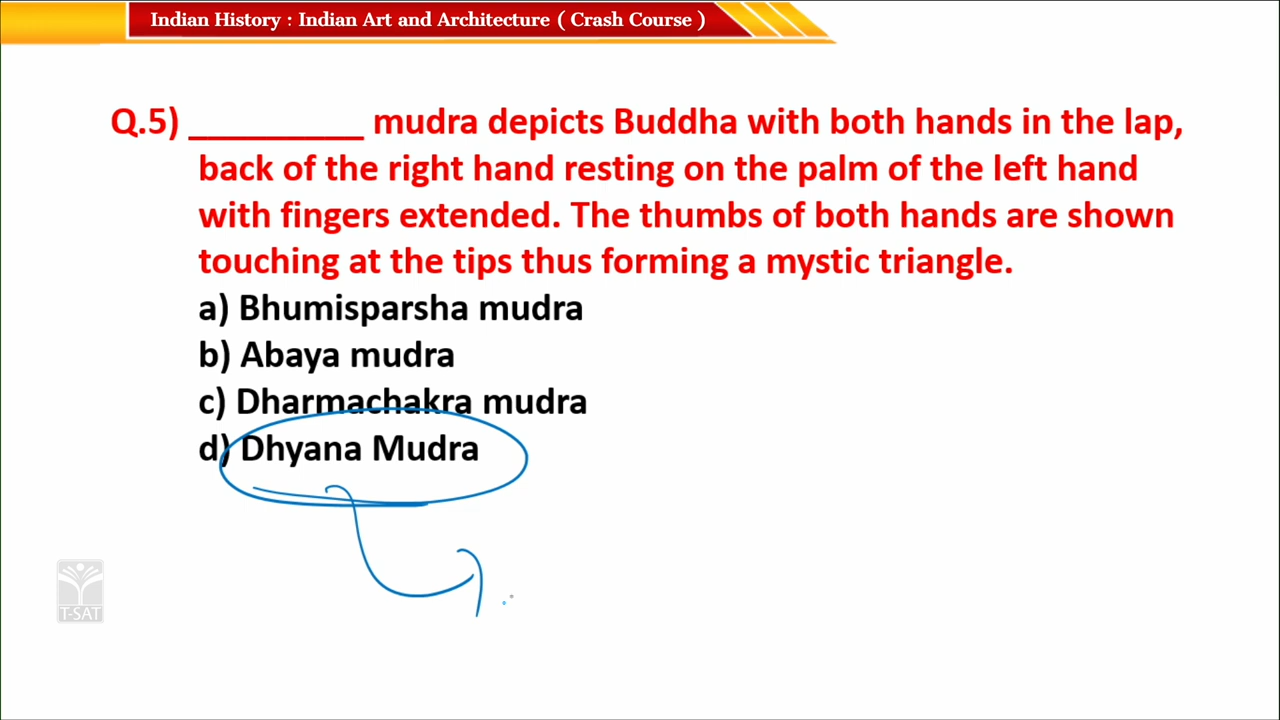 Indian History : Indian Art and Architecture ( Crash Course )
Q.5) _________ mudra depicts Buddha with both hands in the lap,
back of the right hand resting on the palm of the left hand
with fingers extended. The thumbs of both hands are shown
touching at the tips thus forming a mystic triangle.
a) Bhumisparsha mudra
b) Abaya mudra
c) Dharmachakra mudra
d) Dhyana Mudra
T-SAT